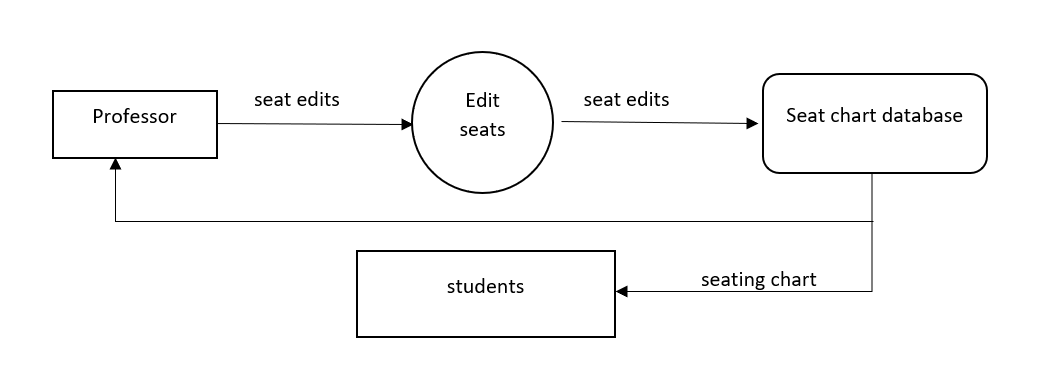 Professor
seat edits
Edit
seats
seat edits
Seat chart database
students
seating chart